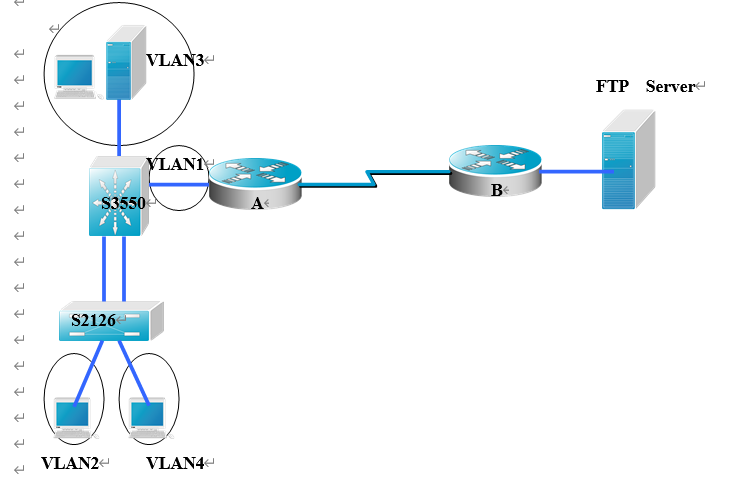 VLAN3
FTP Server
VLAN1
S3550
A
B
S2126
VLAN2
VLAN4